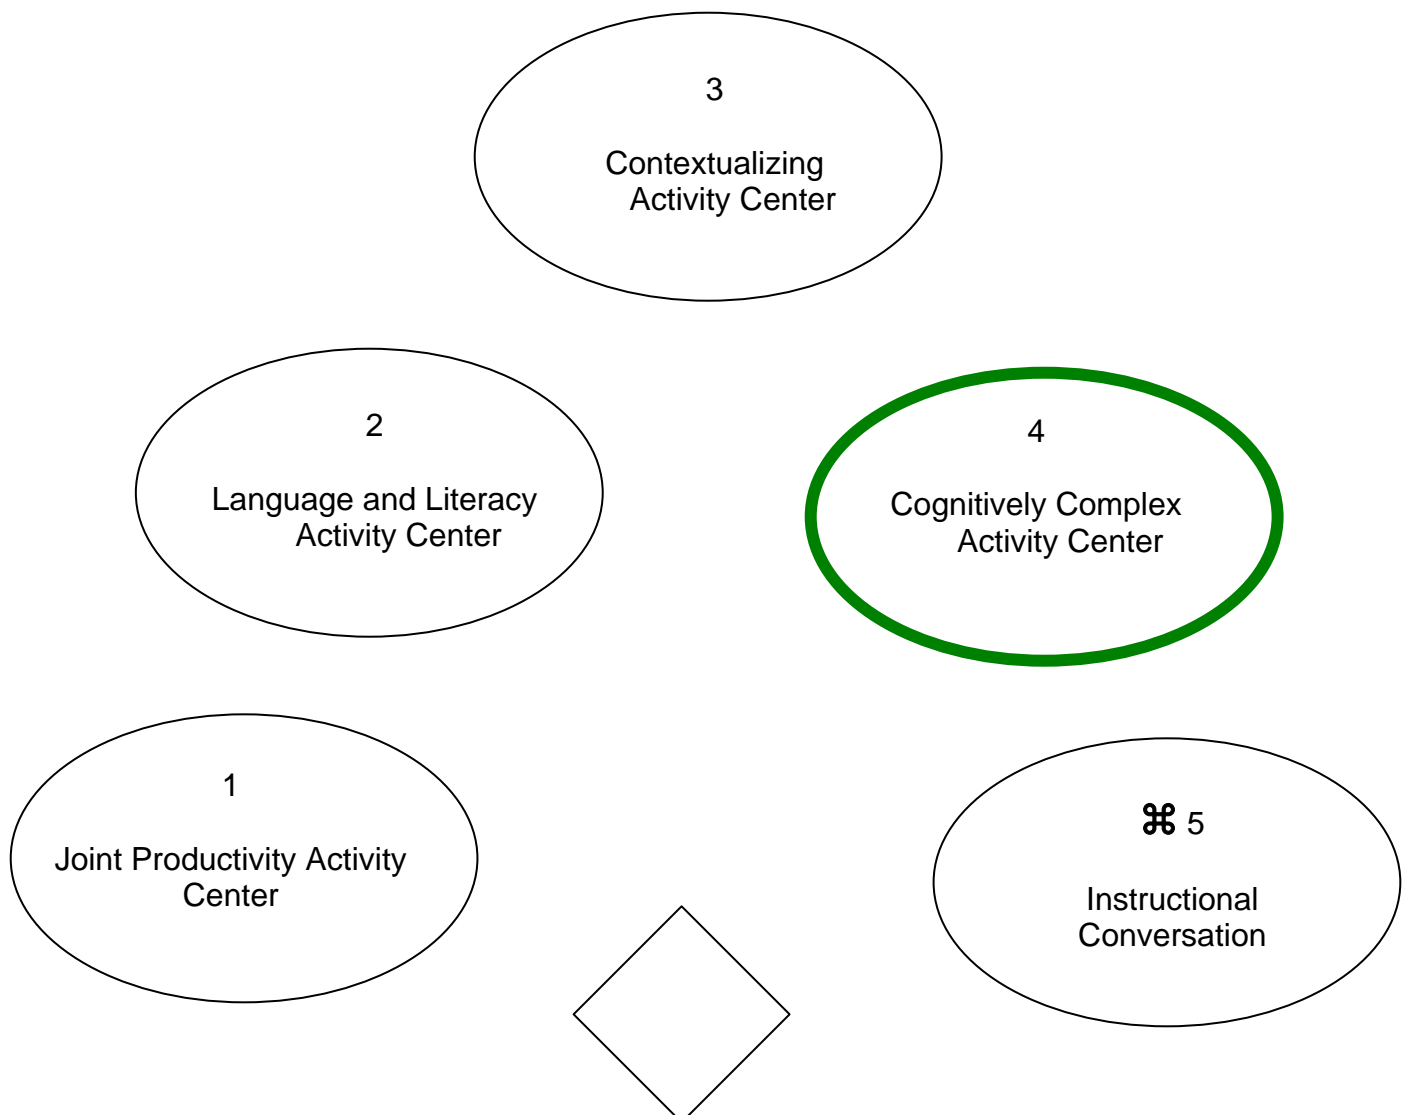 3
Contextualizing
Activity Center
2
Language and Literacy
Activity Center
4
Cognitively Complex
Activity Center
1
Joint Productivity Activity
Center
⌘ 5
Instructional
Conversation